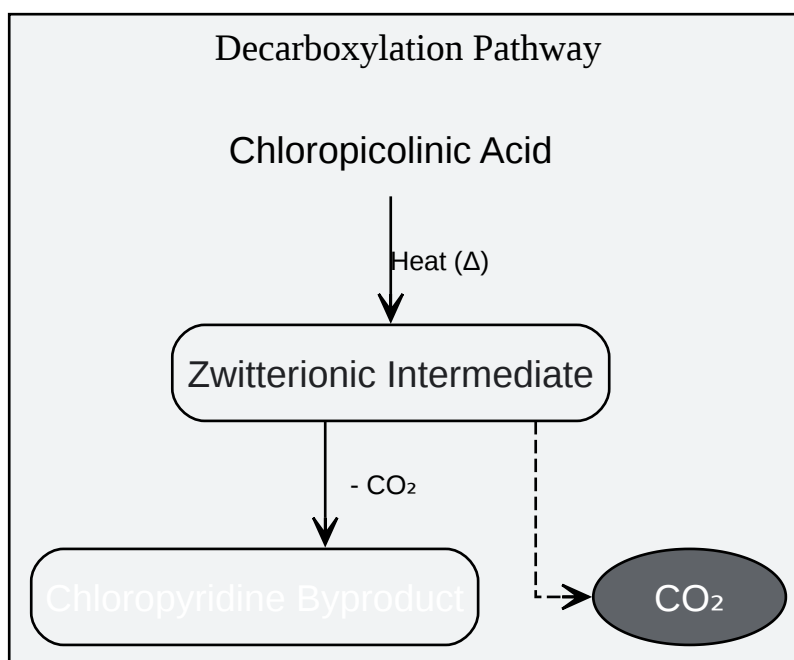 Decarboxylation Pathway
Chloropicolinic Acid
Heat (Δ)
Zwitterionic Intermediate
- CO₂
Chloropyridine Byproduct
CO₂